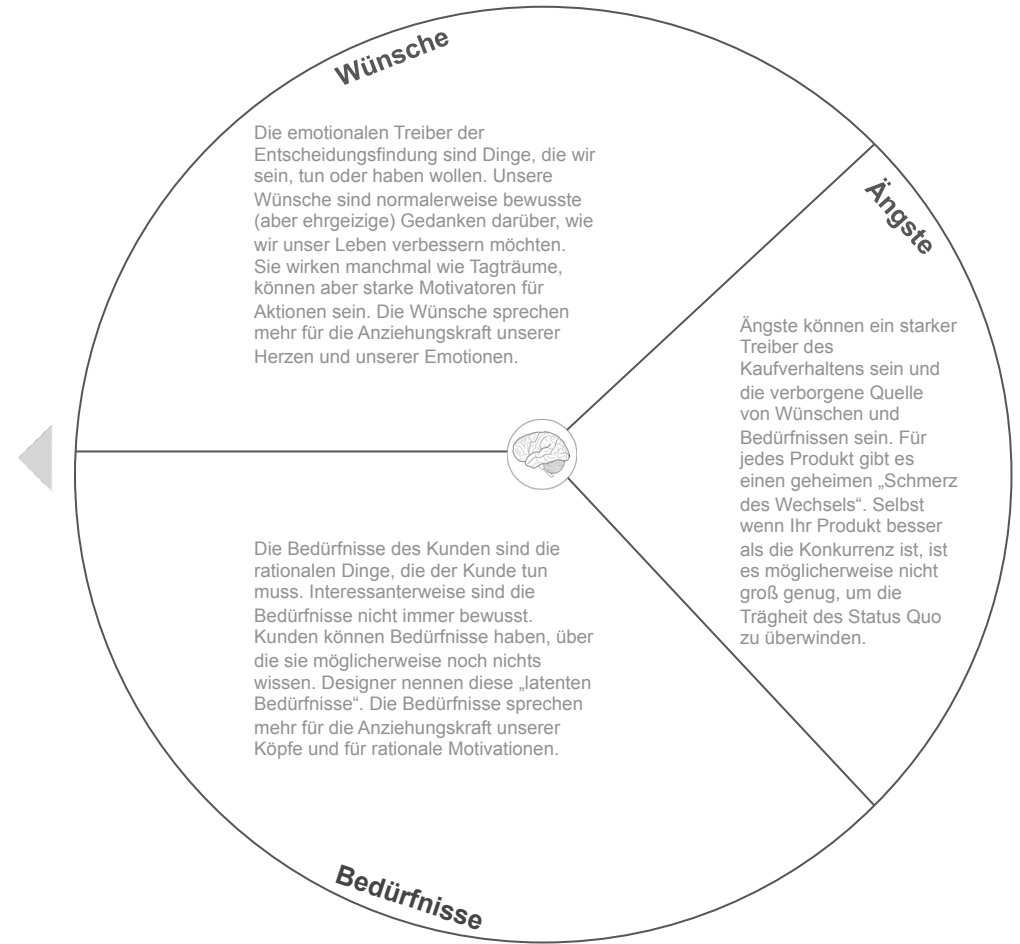 Wünsche
Die emotionalen Treiber der
Entscheidungsfindung sind Dinge, die wir
sein, tun oder haben wollen. Unsere
Wünsche sind normalerweise bewusste
(aber ehrgeizige) Gedanken darüber, wie
wir unser Leben verbessern möchten.
Sie wirken manchmal wie Tagträume,
können aber starke Motivatoren für
Aktionen sein. Die Wünsche sprechen
mehr für die Anziehungskraft unserer
Herzen und unserer Emotionen.
Ängste
Ängste können ein starker
Treiber des
Kaufverhaltens sein und
die verborgene Quelle
von Wünschen und
Bedürfnissen sein. Für
jedes Produkt gibt es
einen geheimen „Schmerz
des Wechsels“. Selbst
wenn Ihr Produkt besser
als die Konkurrenz ist, ist
es möglicherweise nicht
groß genug, um die
Trägheit des Status Quo
zu überwinden.
Die Bedürfnisse des Kunden sind die
rationalen Dinge, die der Kunde tun
muss. Interessanterweise sind die
Bedürfnisse nicht immer bewusst.
Kunden können Bedürfnisse haben, über
die sie möglicherweise noch nichts
wissen. Designer nennen diese „latenten
Bedürfnisse“. Die Bedürfnisse sprechen
mehr für die Anziehungskraft unserer
Köpfe und für rationale Motivationen.
Bedürfnisse